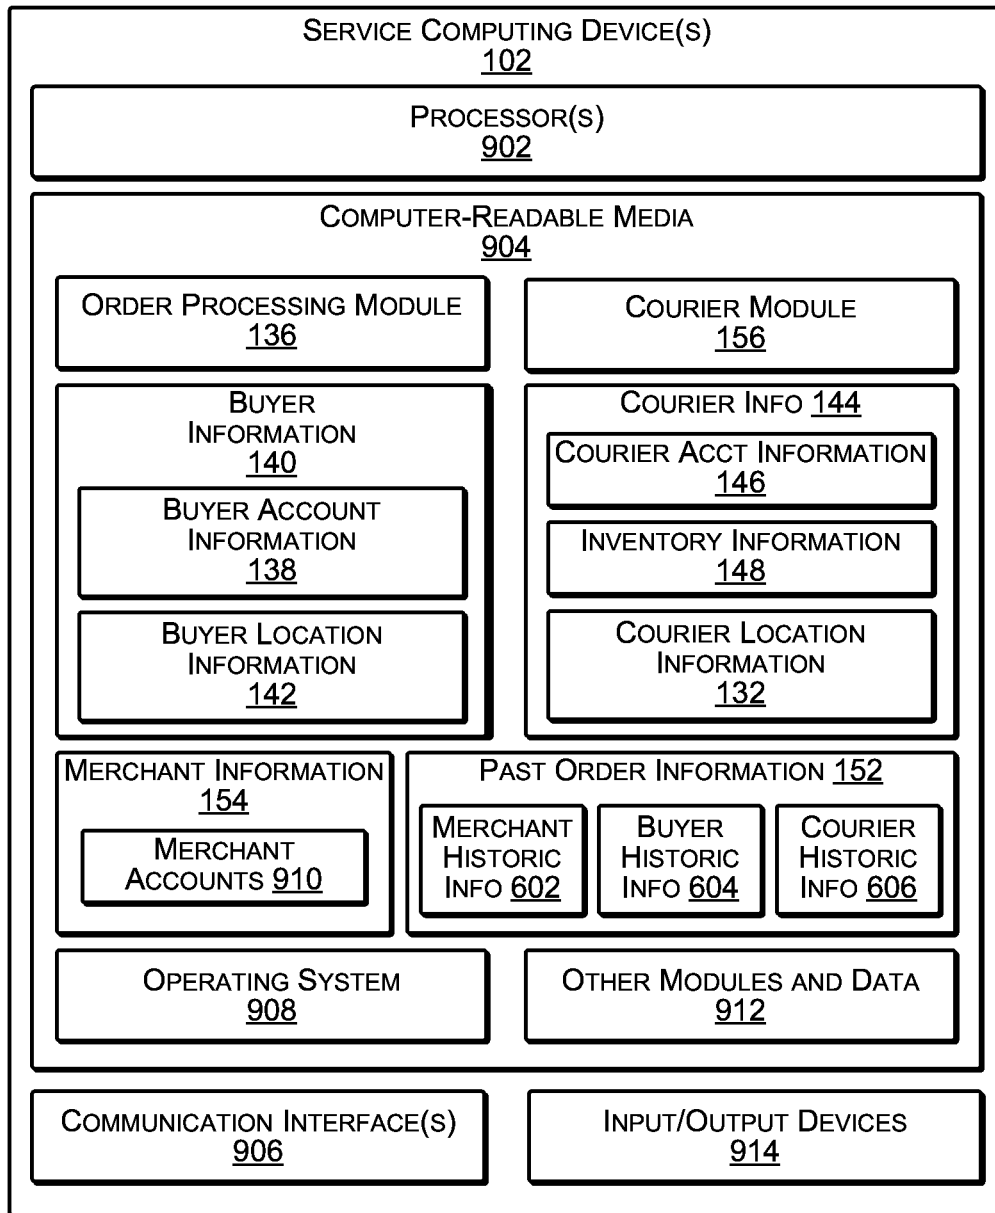 SERVICE COMPUTING DEVICE(S)
102
PROCESSOR(S)
902
COMPUTER-READABLE MEDIA
904
ORDER PROCESSING MODULE
136
COURIER MODULE
156
BUYER
INFORMATION
140
BUYER ACCOUNT
INFORMATION
138
BUYER LOCATION
INFORMATION
142
COURIER INFO 144
COURIER ACCT INFORMATION
146
INVENTORY INFORMATION
148
COURIER LOCATION
INFORMATION
132
MERCHANT INFORMATION
154
MERCHANT
ACCOUNTS 910
PAST ORDER INFORMATION 152
MERCHANT
HISTORIC
INFO 602
BUYER
HISTORIC
INFO 604
COURIER
HISTORIC
INFO 606
OPERATING SYSTEM
908
OTHER MODULES AND DATA
912
COMMUNICATION INTERFACE(S)
906
INPUT/OUTPUT DEVICES
914